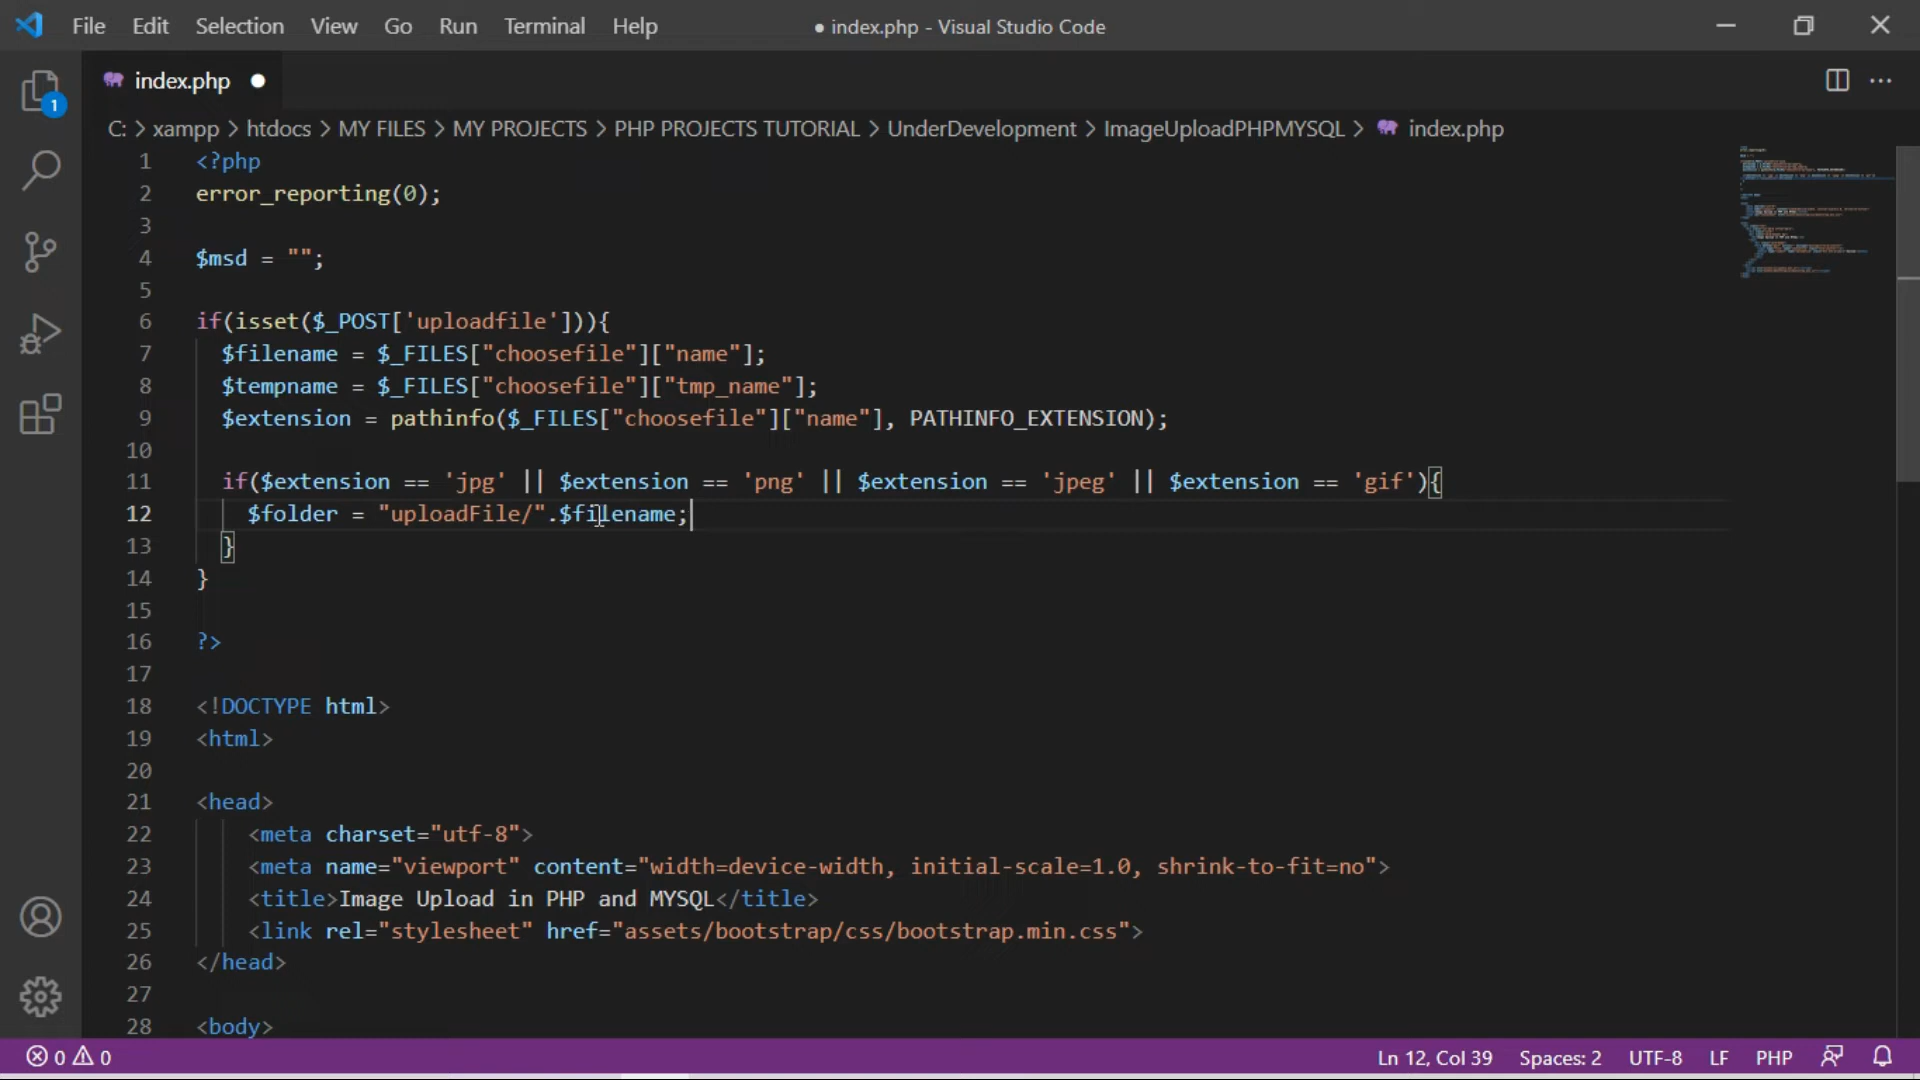 File Edit Selection View Go Run Terminal Help ● index.php - Visual Studio Code
index.php ●
C: > xampp > htdocs > MY FILES > MY PROJECTS > PHP PROJECTS TUTORIAL > UnderDevelopment > ImageUploadPHPMYSQL > index.php
1
1 <?php
2 error_reporting(0);
3
4 $msd = "";
5
6 if(isset($_POST['uploadfile'])){
7 $filename = $_FILES["choosefile"]["name"];
8 $tempname = $_FILES["choosefile"]["tmp_name"];
9 $extension = pathinfo($_FILES["choosefile"]["name"], PATHINFO_EXTENSION);
10
11 if($extension == 'jpg' || $extension == 'png' || $extension == 'jpeg' || $extension == 'gif'){
12 $folder = "uploadFile/".$filename;
13 }
14 }
15
16 ?>
17
18 <!DOCTYPE html>
19 <html>
20
21 <head>
22 <meta charset="utf-8">
23 <meta name="viewport" content="width=device-width, initial-scale=1.0, shrink-to-fit=no">
24 <title>Image Upload in PHP and MYSQL</title>
25 <link rel="stylesheet" href="assets/bootstrap/css/bootstrap.min.css">
26 </head>
27
28 <body>
0 0 Ln 12, Col 39 Spaces: 2 UTF-8 LF PHP